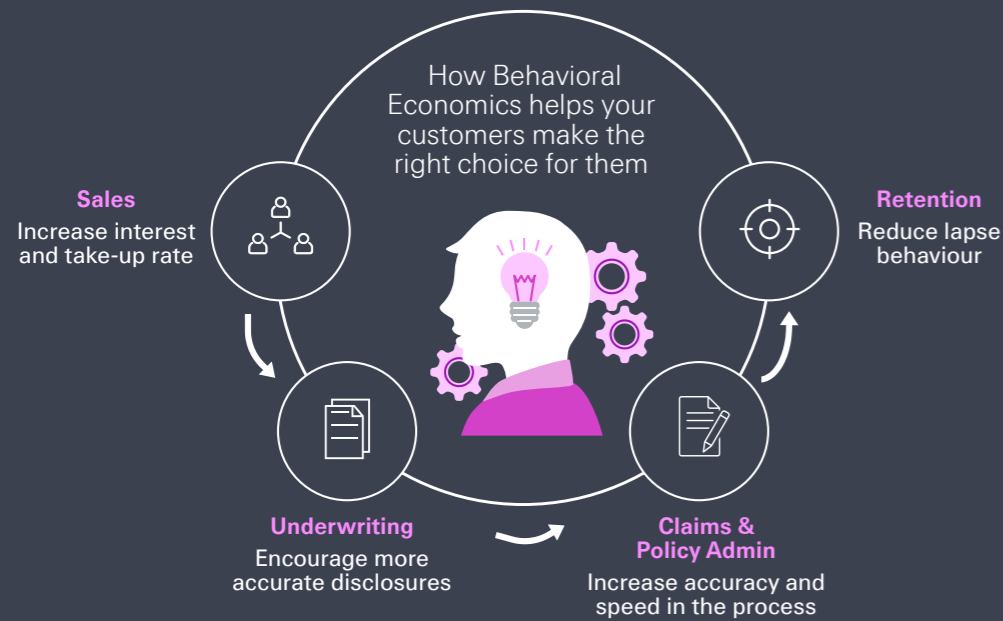 How Behavioral
Economics helps your
customers make the
right choice for them
Sales
Increase interest
and take-up rate
Underwriting
Encourage more
accurate disclosures
Claims &
Policy Admin
Increase accuracy and
speed in the process
Retention
Reduce lapse
behaviour